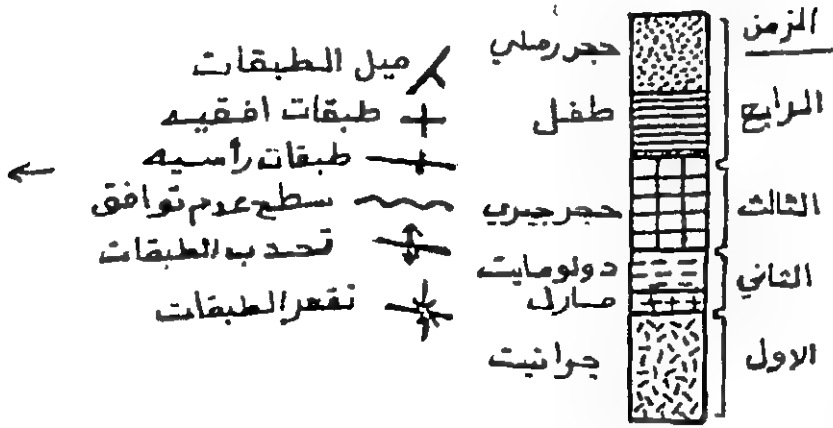 الزمن
الرابع
الثالث
الثاني
الاول
حجر رملي
طفل
حجر جيري
دولومايت
مارل
جرانيت
ميل الطبقات
طبقات افقيه
طبقات رأسيه
سطح عدم توافق
تحدب الطبقات
تقعر الطبقات